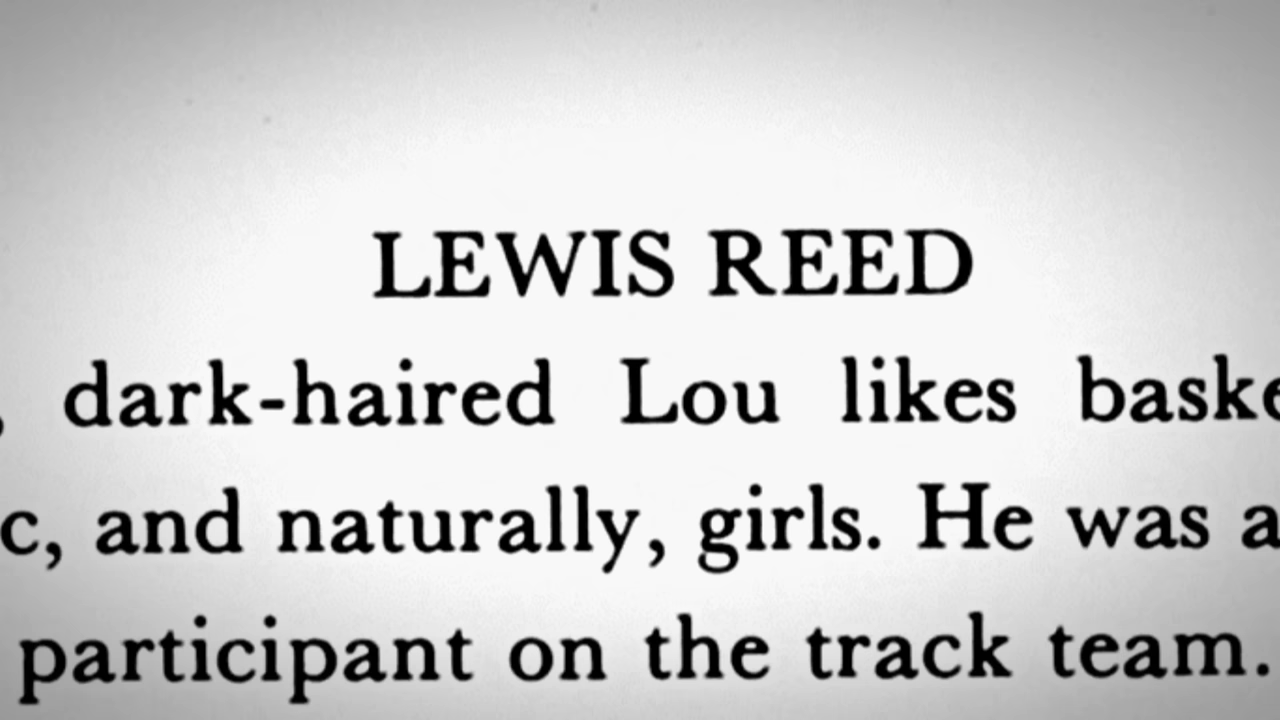 LEWIS REED
, dark-haired Lou likes baske
c, and naturally, girls. He was a
participant on the track team.